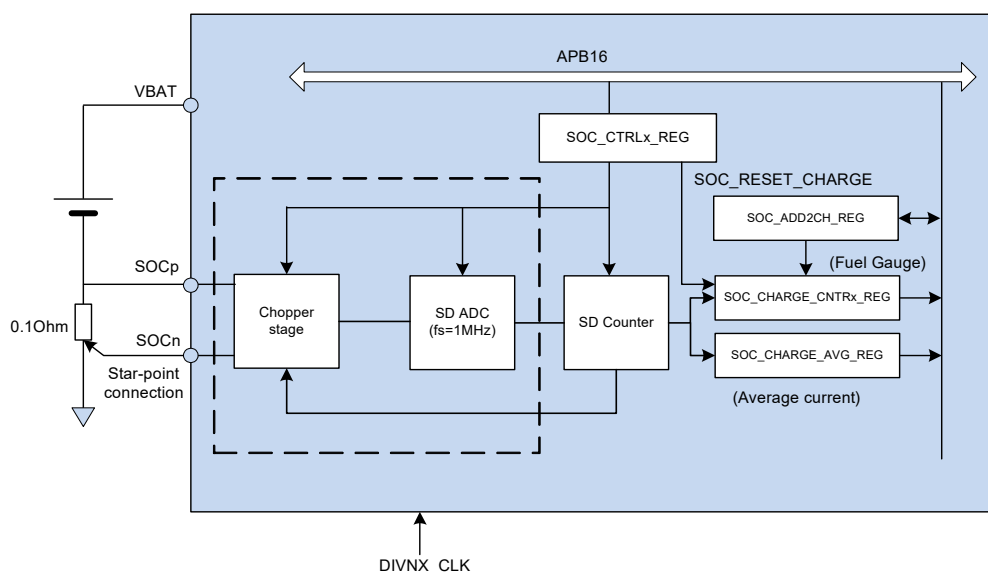 APB16
VBAT
SOC_CTRLx_REG
SOC_RESET_CHARGE
SOC_ADD2CH_REG
(Fuel Gauge)
SOCp
Chopper
stage
SD ADC
(fs=1MHz)
SD Counter
SOC_CHARGE_CNTRx_REG
0.1Ohm
SOCn
SOC_CHARGE_AVG_REG
Star-point
connection
(Average current)
DIVNX_CLK